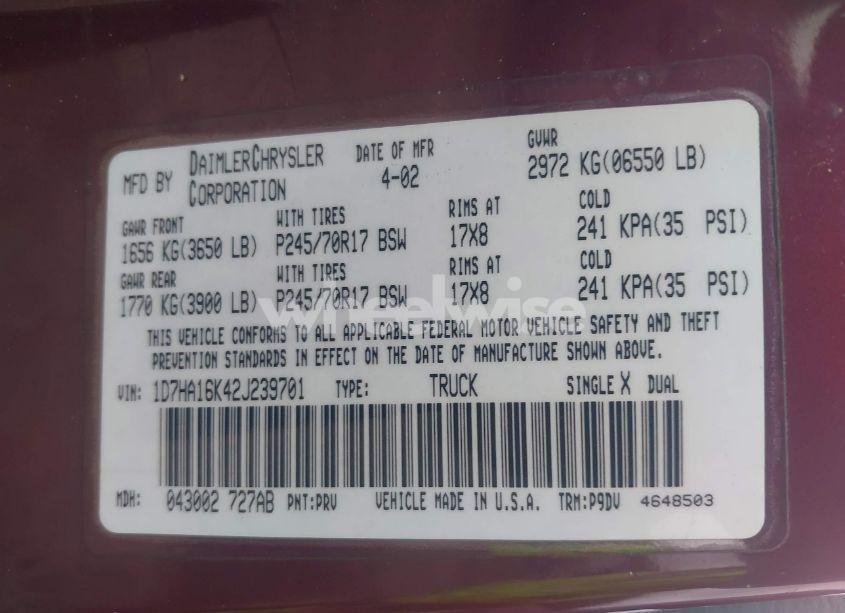 MFD BY DAIMLERCHRYSLER CORPORATION DATE OF MFR 4-02 GVWR 2972 KG(06550 LB)
GAWR FRONT WITH TIRES RIMS AT COLD
1656 KG(3650 LB) P245/70R17 BSW 17X8 241 KPA(35 PSI)
GAWR REAR WITH TIRES RIMS AT COLD
1770 KG(3900 LB) P245/70R17 BSW 17X8 241 KPA(35 PSI)
wheelwise
THIS VEHICLE CONFORMS TO ALL APPLICABLE FEDERAL MOTOR VEHICLE SAFETY AND THEFT
PREVENTION STANDARDS IN EFFECT ON THE DATE OF MANUFACTURE SHOWN ABOVE.
VIN: 1D7HA16K42J239701 TYPE: TRUCK SINGLE X DUAL
MDH: 043002 727AB PNT:PRV VEHICLE MADE IN U.S.A. TRM:P9DV 4648503